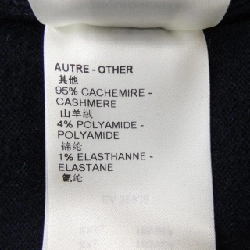 AUTRE - OTHER
其他
95% CACHEMIRE -
CASHMERE
山羊绒
4% POLYAMIDE -
POLYAMIDE
锦纶
1% ELASTHANNE -
ELASTANE
氨纶